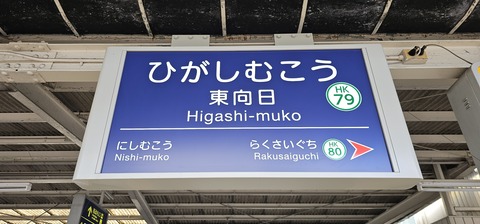 ひがしむこう
東向日
Higashi-muko
HK
79
にしむこう
Nishi-muko
らくさいぐち
Rakusaiguchi
HK
80